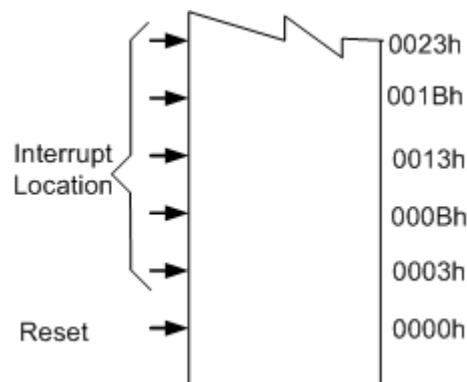 0023h
001Bh
Interrupt
Location
0013h
000Bh
0003h
Reset
0000h